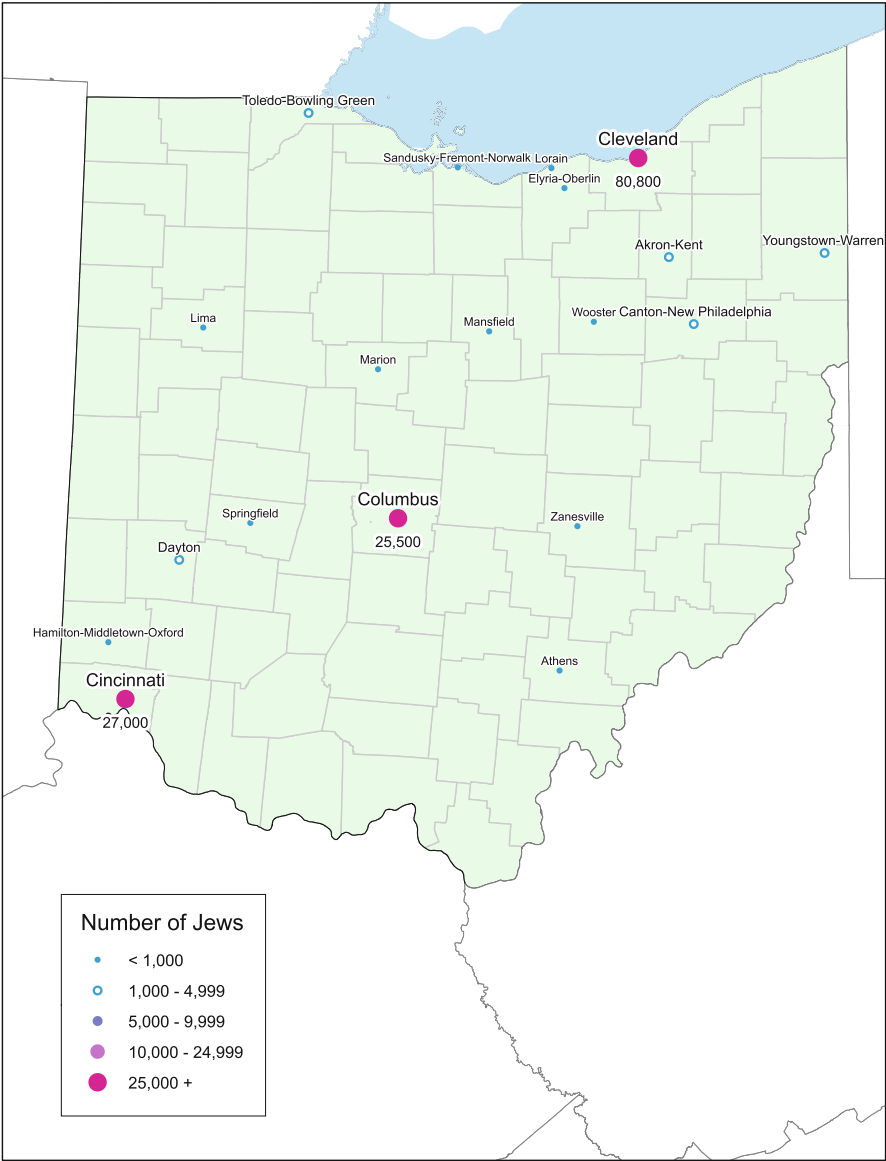 Toledo-Bowling Green
Cleveland
80,800
Sandusky-Fremont-Norwalk
Lorain
Elyria-Oberlin
Akron-Kent
Youngstown-Warren
Lima
Mansfield
Wooster
Canton-New Philadelphia
Marion
Columbus
25,500
Springfield
Zanesville
Dayton
Hamilton-Middletown-Oxford
Athens
Cincinnati
27,000
Number of Jews
< 1,000
1,000 - 4,999
5,000 - 9,999
10,000 - 24,999
25,000 +